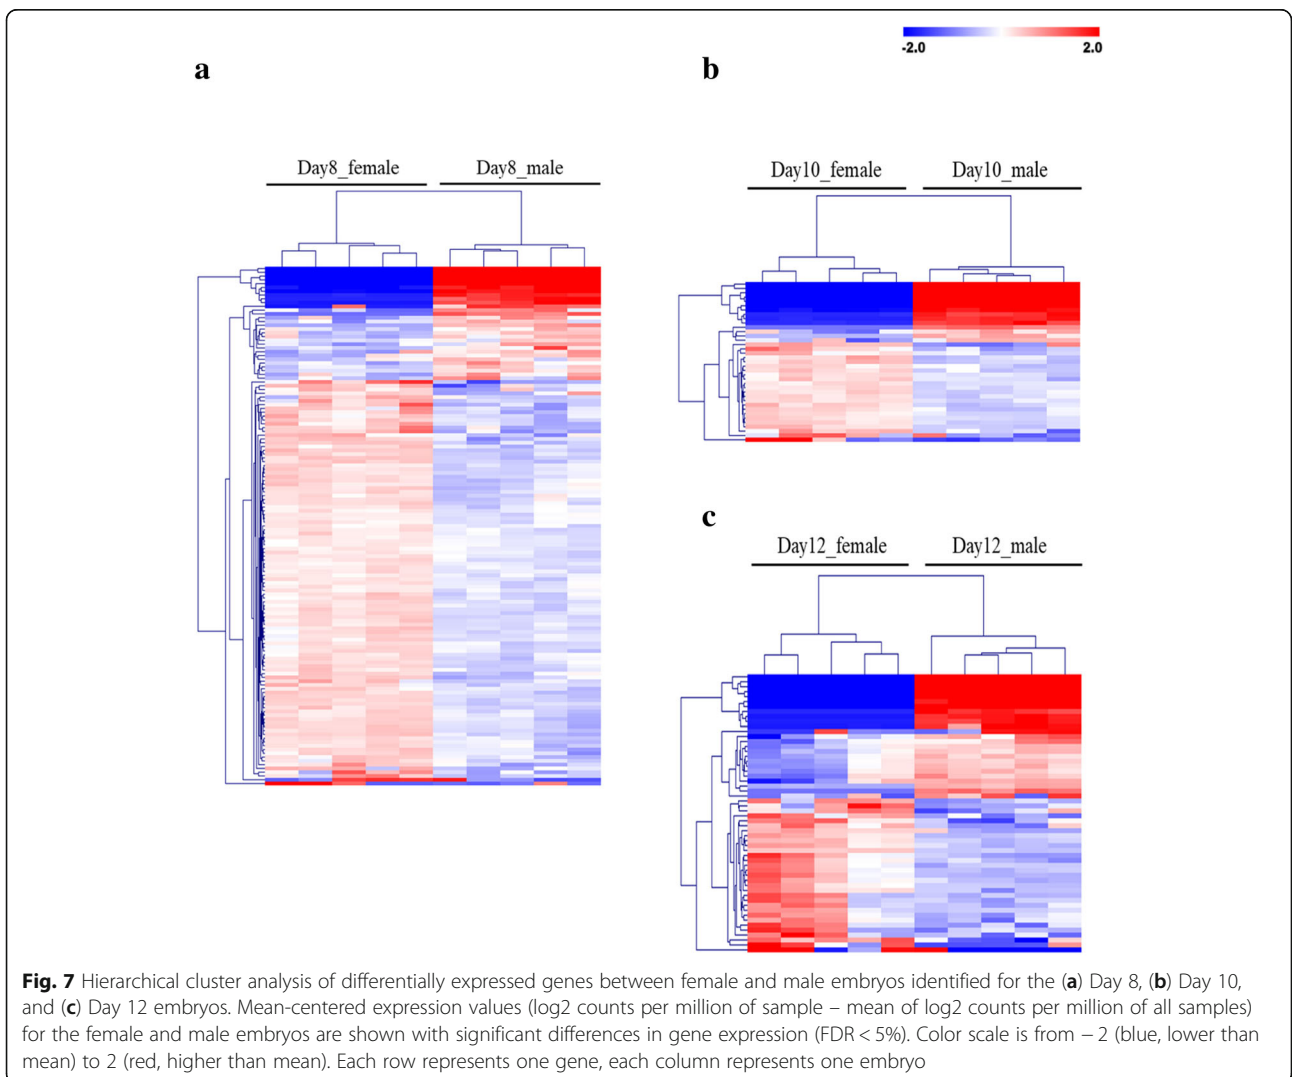 -2.0 2.0
a b
Day8_female Day8_male
Day10_female Day10_male
c
Day12_female Day12_male
Fig. 7 Hierarchical cluster analysis of differentially expressed genes between female and male embryos identified for the (a) Day 8, (b) Day 10,
and (c) Day 12 embryos. Mean-centered expression values (log2 counts per million of sample – mean of log2 counts per million of all samples)
for the female and male embryos are shown with significant differences in gene expression (FDR < 5%). Color scale is from − 2 (blue, lower than
mean) to 2 (red, higher than mean). Each row represents one gene, each column represents one embryo